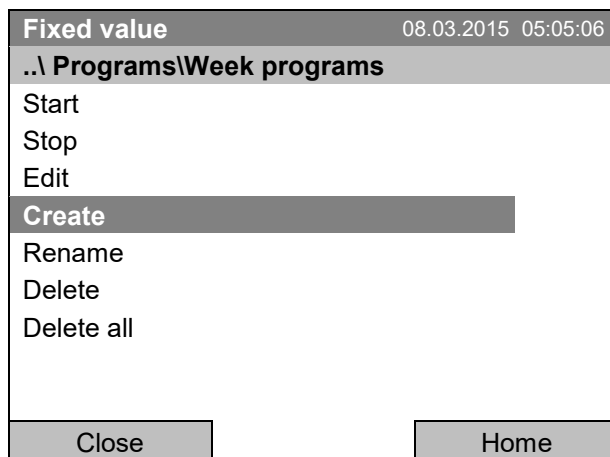 Fixed value 08.03.2015 05:05:06
..\ Programs\Week programs
Start
Stop
Edit
Create
Rename
Delete
Delete all
Close Home